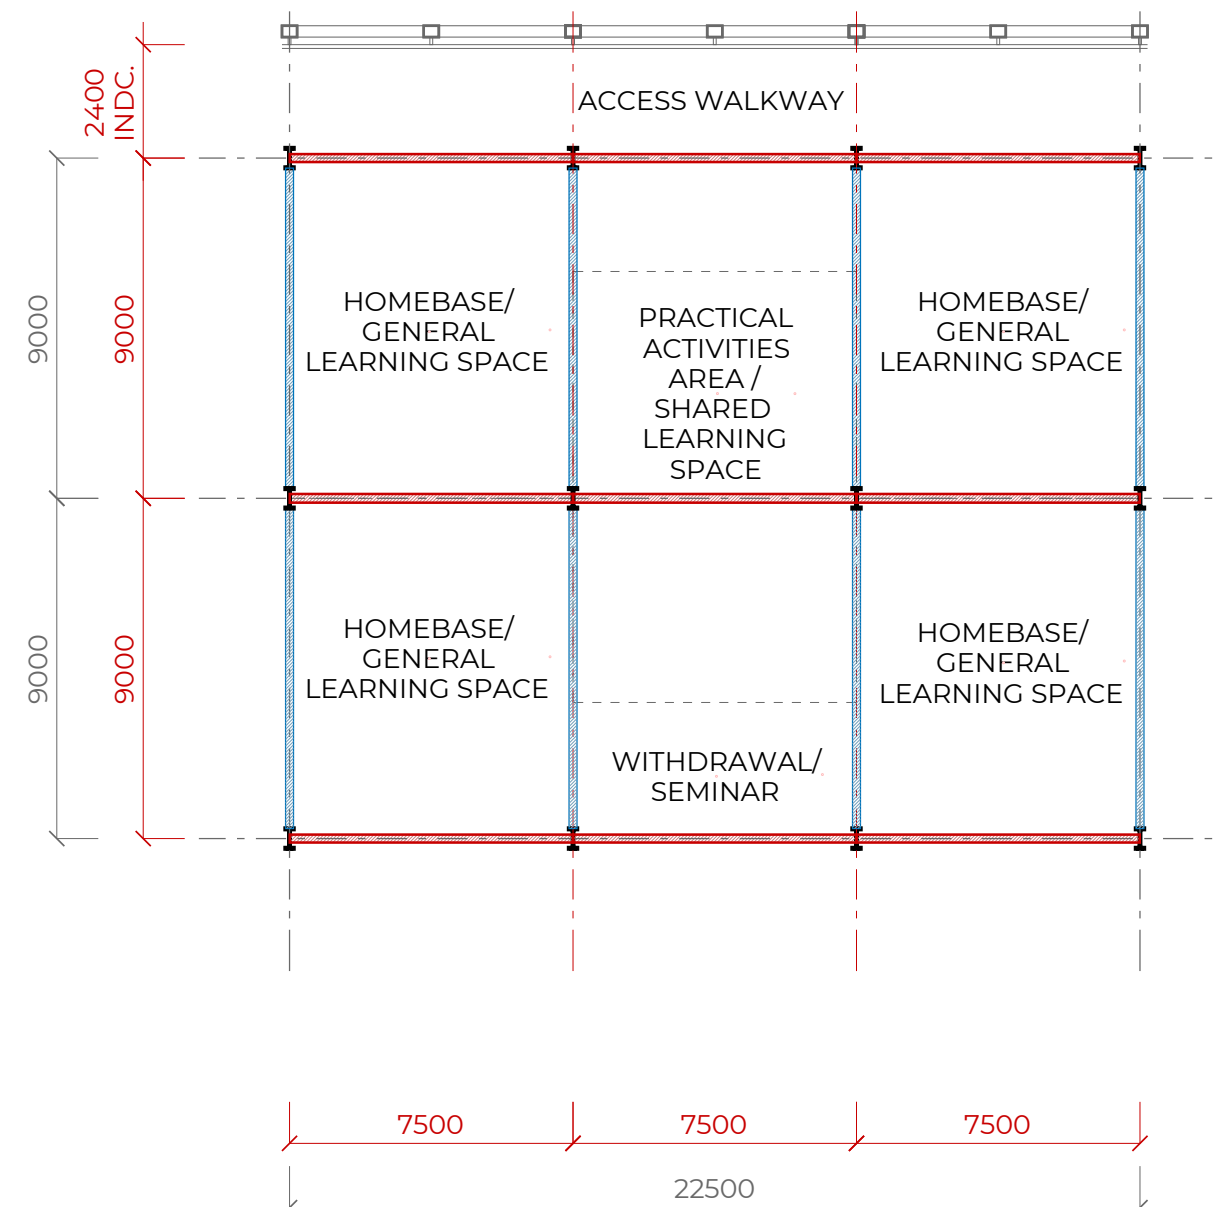 2400
INDC.
ACCESS WALKWAY
9000
9000
HOMEBASE/
GENERAL
LEARNING SPACE
PRACTICAL
ACTIVITIES
AREA /
SHARED
LEARNING
SPACE
HOMEBASE/
GENERAL
LEARNING SPACE
9000
9000
HOMEBASE/
GENERAL
LEARNING SPACE
WITHDRAWAL/
SEMINAR
HOMEBASE/
GENERAL
LEARNING SPACE
7500
7500
7500
22500